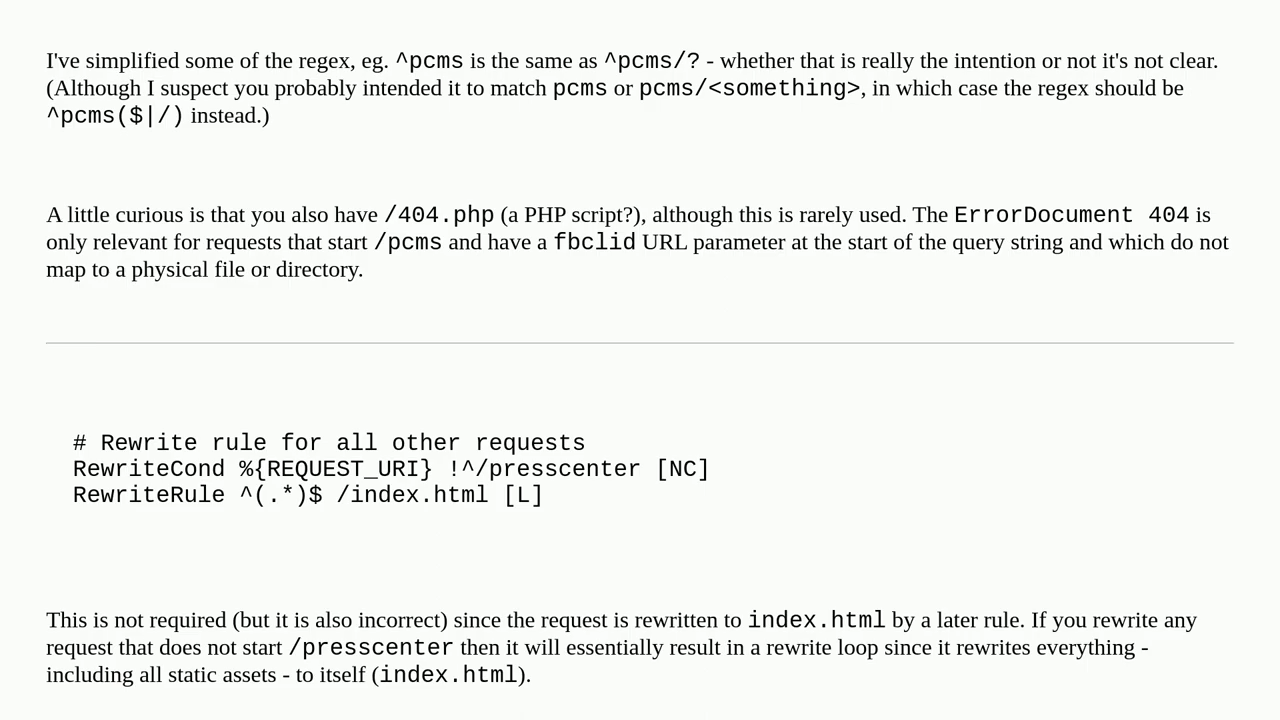 I've simplified some of the regex, eg. ^pcms is the same as ^pcms/? - whether that is really the intention or not it's not clear.
(Although I suspect you probably intended it to match pcms or pcms/<something>, in which case the regex should be
^pcms($|/) instead.)
A little curious is that you also have /404.php (a PHP script?), although this is rarely used. The ErrorDocument 404 is
only relevant for requests that start /pcms and have a fbclid URL parameter at the start of the query string and which do not
map to a physical file or directory.
# Rewrite rule for all other requests
RewriteCond %{REQUEST_URI} !^/presscenter [NC]
RewriteRule ^(.*)$ /index.html [L]
This is not required (but it is also incorrect) since the request is rewritten to index.html by a later rule. If you rewrite any
request that does not start /presscenter then it will essentially result in a rewrite loop since it rewrites everything -
including all static assets - to itself (index.html).